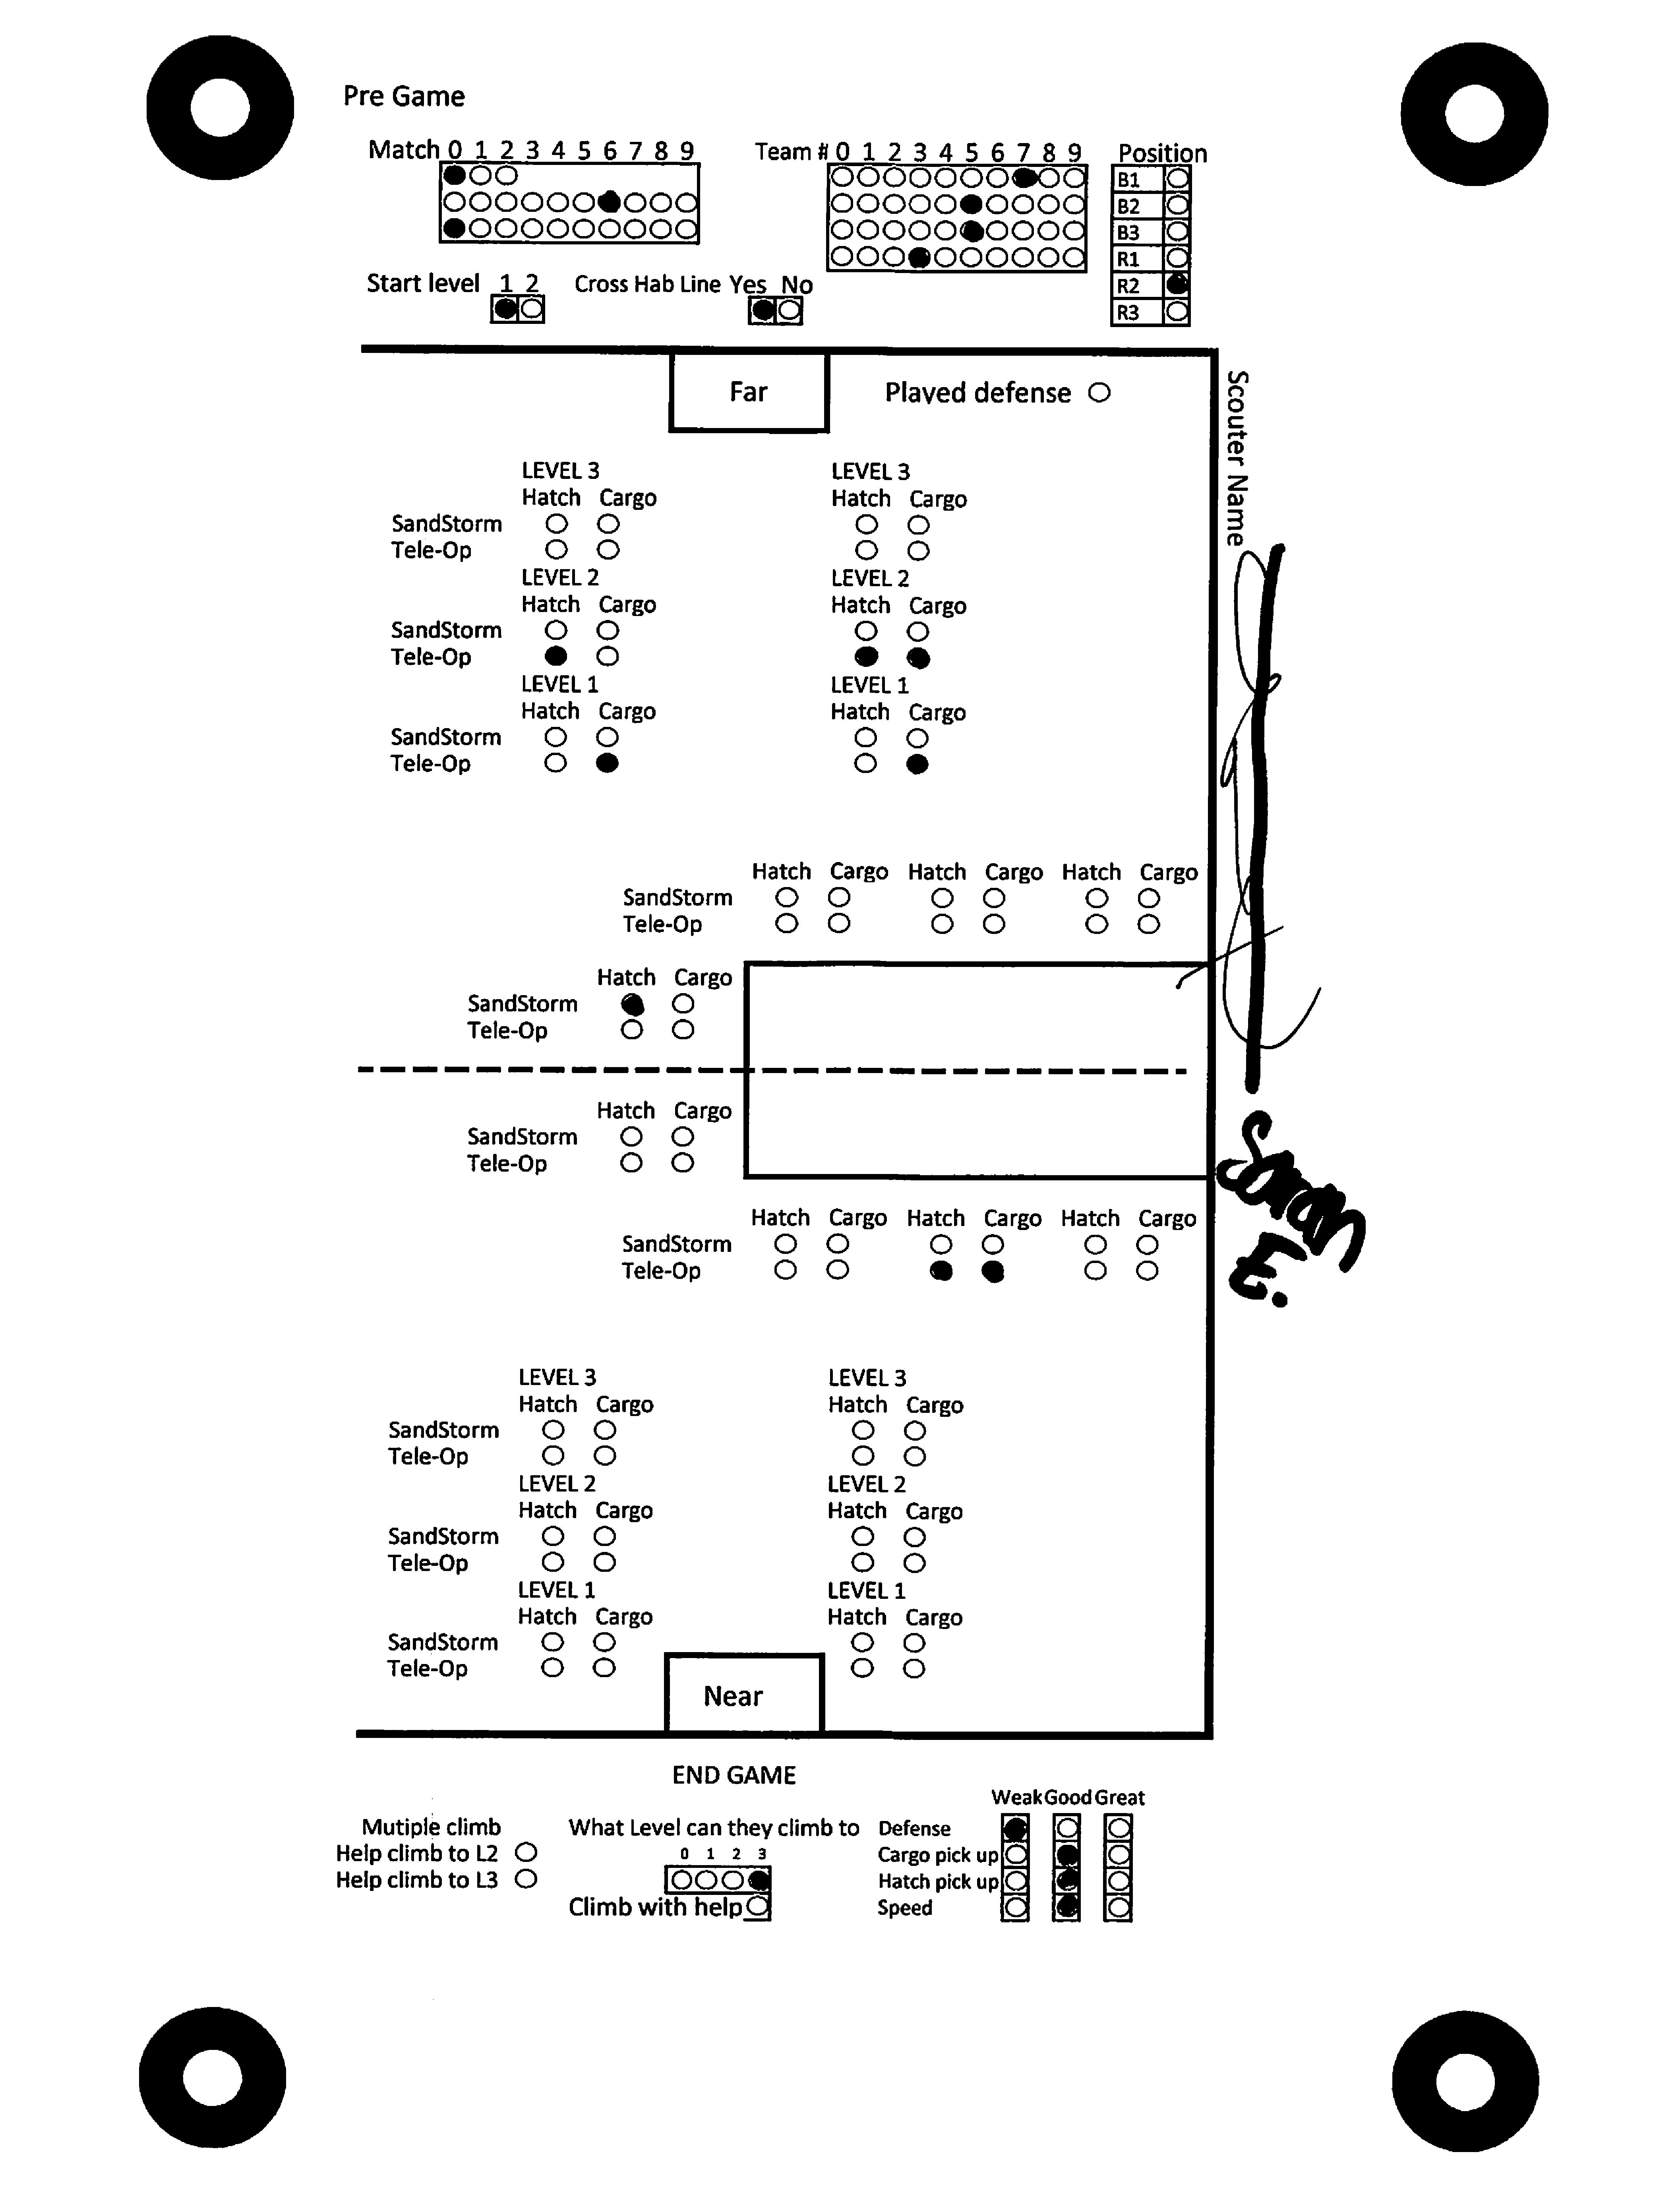 Pre Game
Match 0 1 2 3 4 5 6 7 8 9
Team # 0 1 2 3 4 5 6 7 8 9
Position
B1
B2
B3
R1
R2
R3
Start level 1 2
Cross Hab Line Yes No
Far
Played defense
Scouter Name
LEVEL 3 LEVEL 3
Hatch Cargo Hatch Cargo
SandStorm
Tele-Op
LEVEL 2 LEVEL 2
Hatch Cargo Hatch Cargo
SandStorm
Tele-Op
LEVEL 1 LEVEL 1
Hatch Cargo Hatch Cargo
SandStorm
Tele-Op
Hatch Cargo Hatch Cargo Hatch Cargo
SandStorm
Tele-Op
Hatch Cargo
SandStorm
Tele-Op
Hatch Cargo
SandStorm
Tele-Op
Hatch Cargo Hatch Cargo Hatch Cargo
SandStorm
Tele-Op
LEVEL 3 LEVEL 3
Hatch Cargo Hatch Cargo
SandStorm
Tele-Op
LEVEL 2 LEVEL 2
Hatch Cargo Hatch Cargo
SandStorm
Tele-Op
LEVEL 1 LEVEL 1
Hatch Cargo Hatch Cargo
SandStorm
Tele-Op
Near
END GAME
Mutiple climb
Help climb to L2
Help climb to L3
What Level can they climb to
0 1 2 3
Climb with help
Weak Good Great
Defense
Cargo pick up
Hatch pick up
Speed